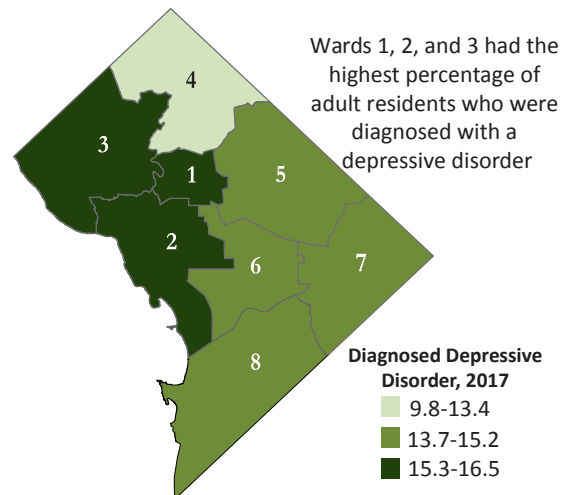 Wards 1, 2, and 3 had the
highest percentage of
adult residents who were
diagnosed with a
depressive disorder
4
3
1
5
2
6
7
8
Diagnosed Depressive
Disorder, 2017
9.8-13.4
13.7-15.2
15.3-16.5